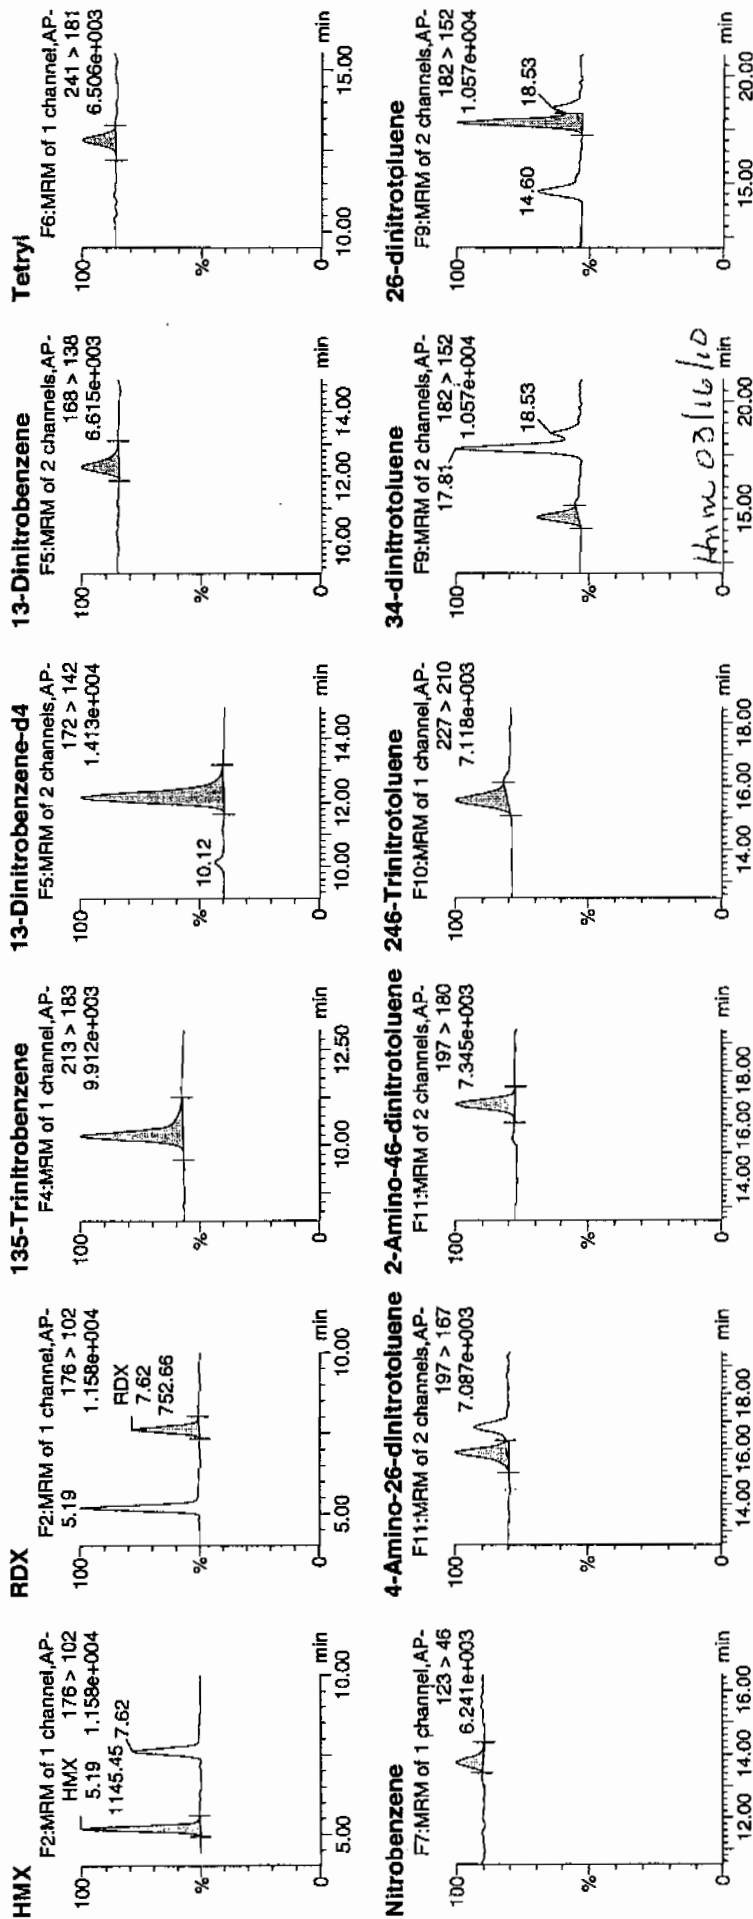 HMX
F2:MRM of 1 channel,AP-
176 > 102
1.158e+004
HMX
5.19
1145.45
7.62
100
%
0
5.00
10.00
min
RDX
F2:MRM of 1 channel,AP-
176 > 102
1.158e+004
5.19
RDX
7.62
752.66
100
%
0
5.00
10.00
min
135-Trinitrobenzene
F4:MRM of 1 channel,AP-
213 > 183
9.912e+003
100
%
0
10.00
12.50
min
13-Dinitrobenzene-d4
F5:MRM of 2 channels,AP-
172 > 142
1.413e+004
10.12
100
%
0
10.00
12.00
14.00
min
13-Dinitrobenzene
F5:MRM of 2 channels,AP-
168 > 138
6.615e+003
100
%
0
10.00
12.00
14.00
min
Tetryl
F6:MRM of 1 channel,AP-
241 > 181
6.506e+003
100
%
0
10.00
15.00
min
Nitrobenzene
F7:MRM of 1 channel,AP-
123 > 46
6.241e+003
100
%
0
12.00
14.00
16.00
min
4-Amino-26-dinitrotoluene
F11:MRM of 2 channels,AP-
197 > 167
7.087e+003
100
%
0
14.00
16.00
18.00
min
2-Amino-46-dinitrotoluene
F11:MRM of 2 channels,AP-
197 > 180
7.345e+003
100
%
0
14.00
16.00
18.00
min
246-Trinitrotoluene
F10:MRM of 1 channel,AP-
227 > 210
7.118e+003
100
%
0
14.00
16.00
18.00
min
34-dinitrotoluene
F9:MRM of 2 channels,AP-
182 > 152
1.057e+004
17.81
18.53
100
%
0
15.00
20.00
min
03/16/10
26-dinitrotoluene
F9:MRM of 2 channels,AP-
182 > 152
1.057e+004
14.60
18.53
100
%
0
15.00
20.00
min